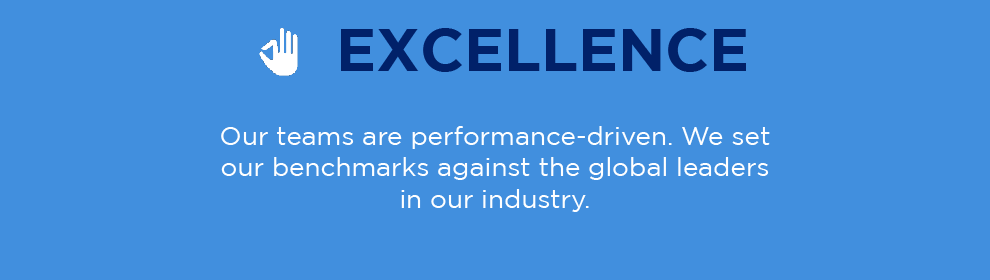 EXCELLENCE
Our teams are performance-driven. We set
our benchmarks against the global leaders
in our industry.